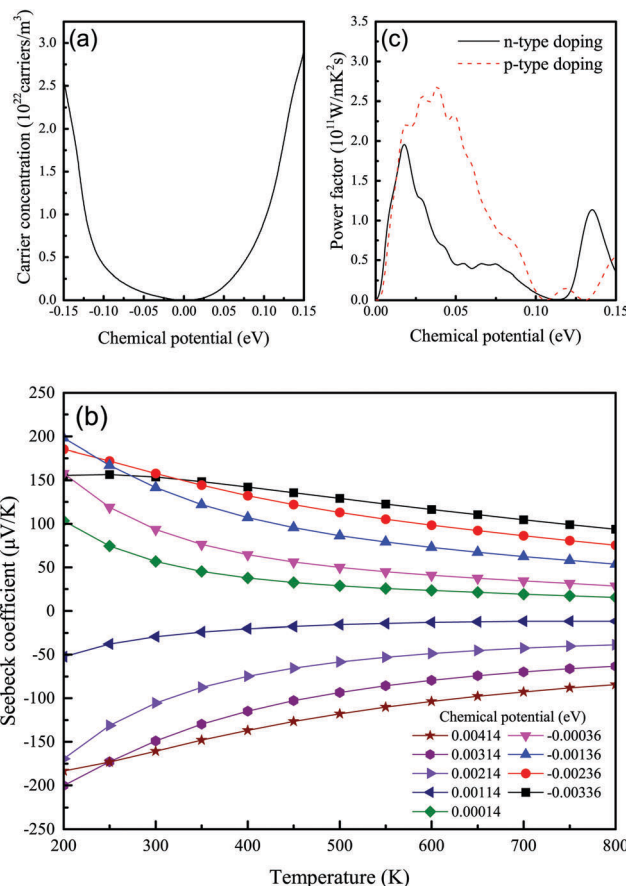 (a)
Carrier concentration (10²²carriers/m³)
3.0
2.5
2.0
1.5
1.0
0.5
0.0
-0.15 -0.10 -0.05 0.00 0.05 0.10 0.15
Chemical potential (eV)
(c)
n-type doping
p-type doping
Power factor (10¹¹W/mK²s)
3.5
3.0
2.5
2.0
1.5
1.0
0.5
0.0
0.00 0.05 0.10 0.15
Chemical potential (eV)
(b)
Seebeck coefficient (μV/K)
250
200
150
100
50
0
-50
-100
-150
-200
-250
Chemical potential (eV)
0.00414 -0.00036
0.00314 -0.00136
0.00214 -0.00236
0.00114 -0.00336
0.00014
200 300 400 500 600 700 800
Temperature (K)